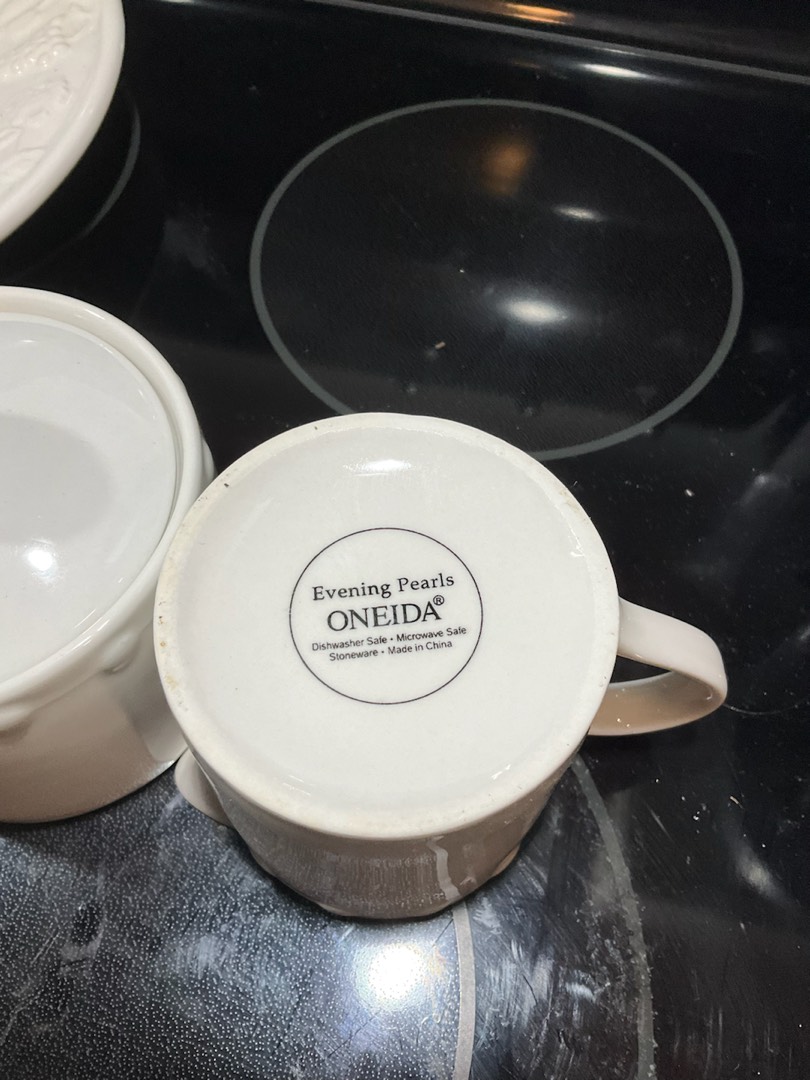 Evening Pearls
ONEIDA®
Dishwasher Safe • Microwave Safe
Stoneware • Made in China